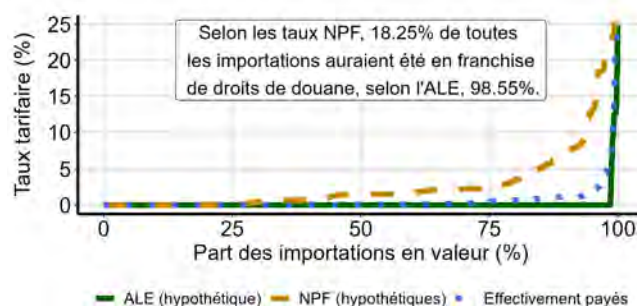 25
20
15
10
5
0
Taux tarifaire (%)
Selon les taux NPF, 18.25% de toutes
les importations auraient été en franchise
de droits de douane, selon l'ALE, 98.55%.
0 25 50 75 100
Part des importations en valeur (%)
ALE (hypothétique) NPF (hypothétiques) Effectivement payés